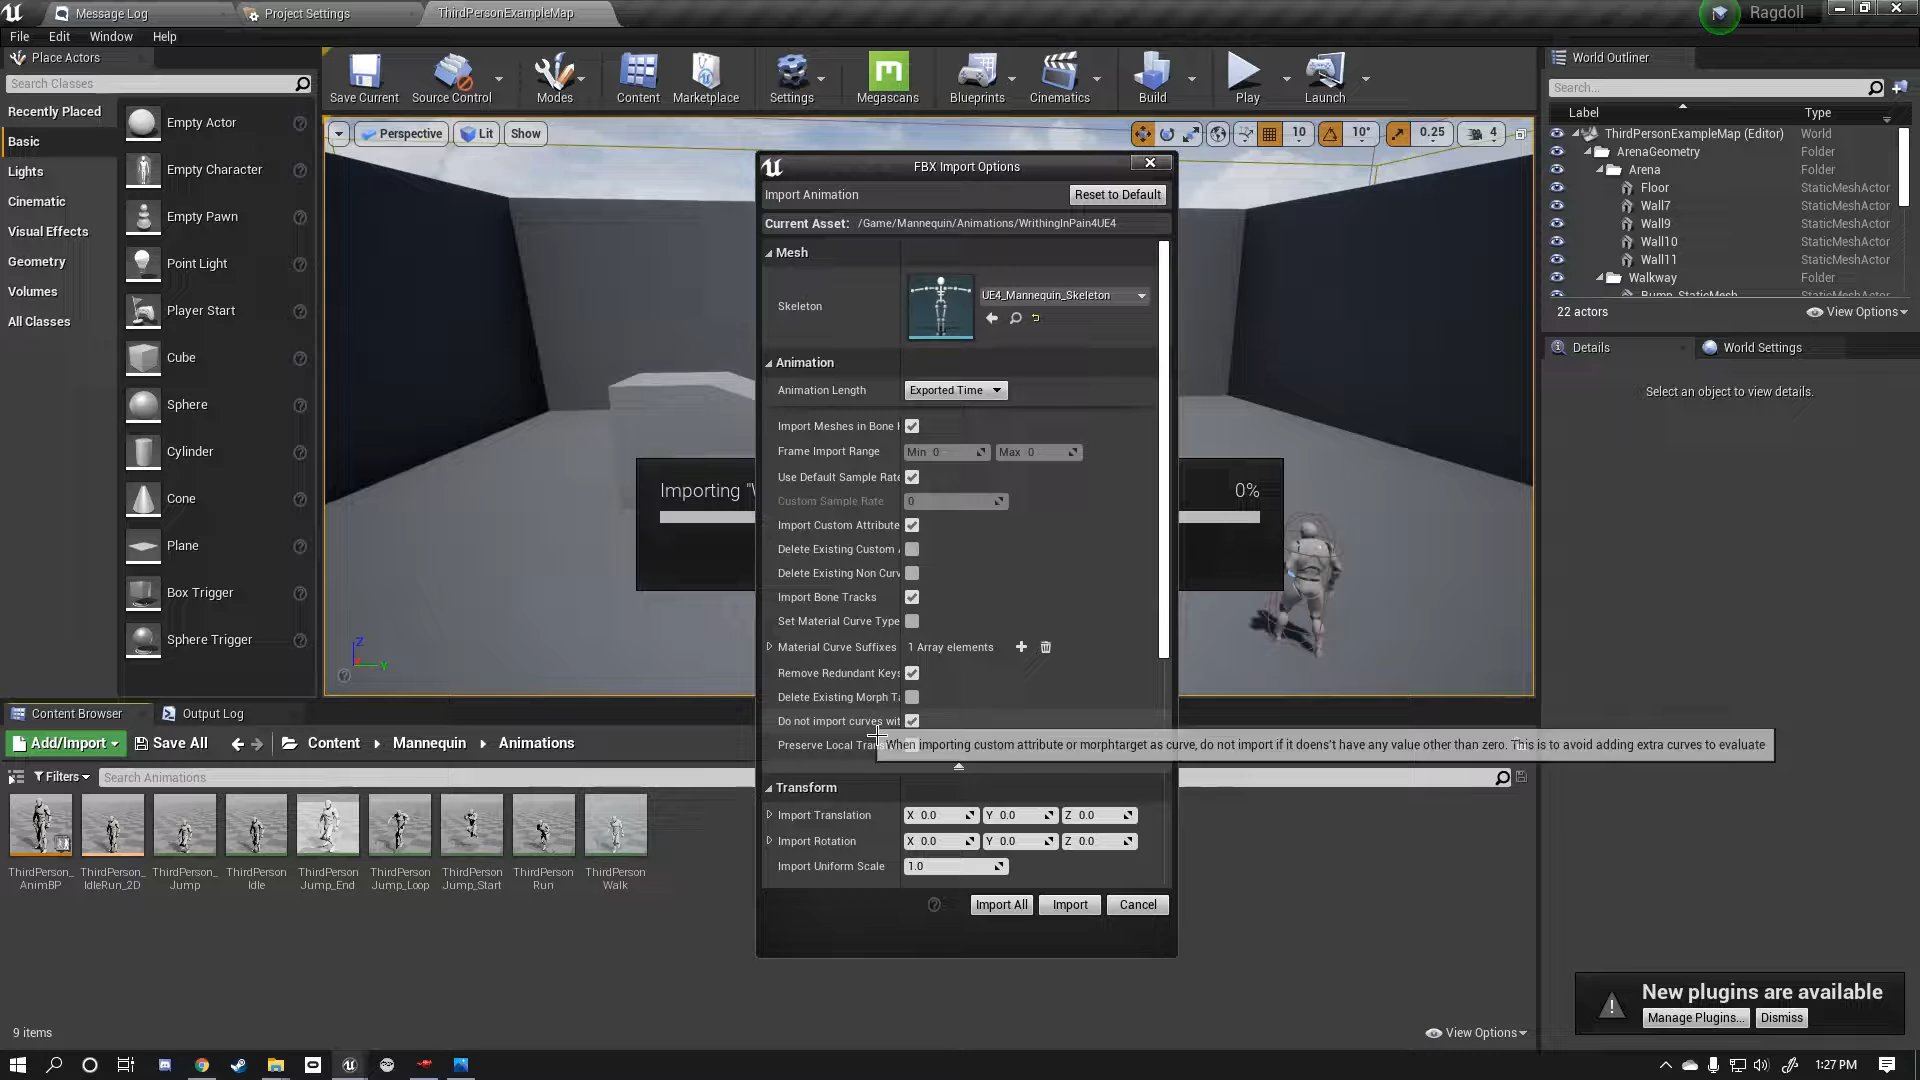 Message Log
Project Settings
ThirdPersonExampleMap
Ragdoll
File
Edit
Window
Help
Place Actors
Search Classes
Recently Placed
Basic
Lights
Cinematic
Visual Effects
Geometry
Volumes
All Classes
Empty Actor
Empty Character
Empty Pawn
Point Light
Player Start
Cube
Sphere
Cylinder
Cone
Plane
Box Trigger
Sphere Trigger
Save Current
Source Control
Modes
Content
Marketplace
Settings
Megascans
Blueprints
Cinematics
Build
Play
Launch
Perspective
Lit
Show
10
10°
0.25
4
Importing "W
0%
FBX Import Options
Import Animation
Reset to Default
Current Asset: /Game/Mannequin/Animations/WrithingInPain4UE4
Mesh
Skeleton
UE4_Mannequin_Skeleton
Animation
Animation Length
Exported Time
Import Meshes in Bone
Frame Import Range
Min 0
Max 0
Use Default Sample Rate
Custom Sample Rate
0
Import Custom Attribute
Delete Existing Custom
Delete Existing Non Curv
Import Bone Tracks
Set Material Curve Type
Material Curve Suffixes
1 Array elements
Remove Redundant Keys
Delete Existing Morph Ta
Do not import curves wit
Preserve Local Tran
When importing custom attribute or morphtarget as curve, do not import if it doens't have any value other than zero. This is to avoid adding extra curves to evaluate
Transform
Import Translation
X 0.0
Y 0.0
Z 0.0
Import Rotation
X 0.0
Y 0.0
Z 0.0
Import Uniform Scale
1.0
Import All
Import
Cancel
World Outliner
Search...
Label
Type
ThirdPersonExampleMap (Editor)
World
ArenaGeometry
Folder
Arena
Folder
Floor
StaticMeshActor
Wall7
StaticMeshActor
Wall9
StaticMeshActor
Wall10
StaticMeshActor
Wall11
StaticMeshActor
Walkway
Folder
Bump_StaticMesh
22 actors
View Options
Details
World Settings
Select an object to view details.
Content Browser
Output Log
Add/Import
Save All
Content
Mannequin
Animations
Filters
Search Animations
ThirdPerson_
AnimBP
ThirdPerson_
IdleRun_2D
ThirdPerson_
Jump
ThirdPerson
Idle
ThirdPerson
Jump_End
ThirdPerson
Jump_Loop
ThirdPerson
Jump_Start
ThirdPerson
Run
ThirdPerson
Walk
9 items
View Options
New plugins are available
Manage Plugins...
Dismiss
1:27 PM